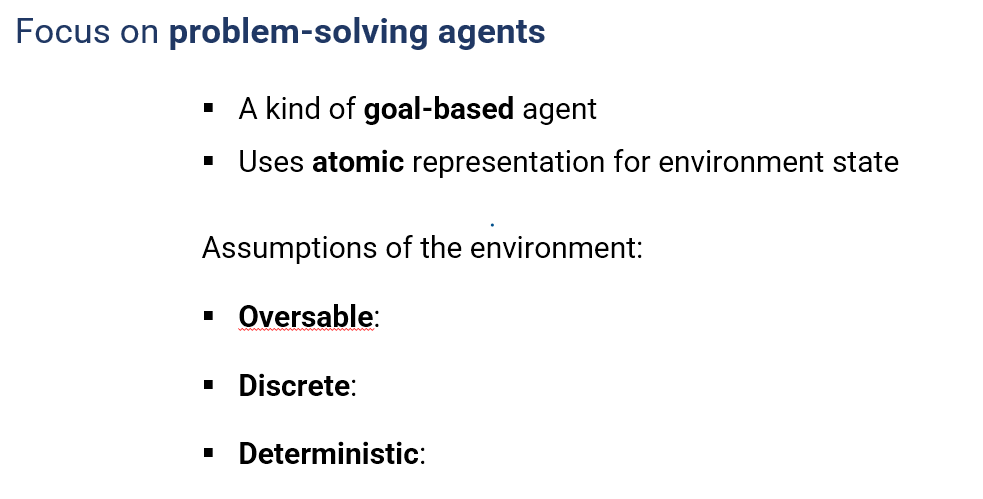 Focus on problem-solving agents
▪ A kind of goal-based agent
▪ Uses atomic representation for environment state
Assumptions of the environment:
▪ Oversable:
▪ Discrete:
▪ Deterministic: